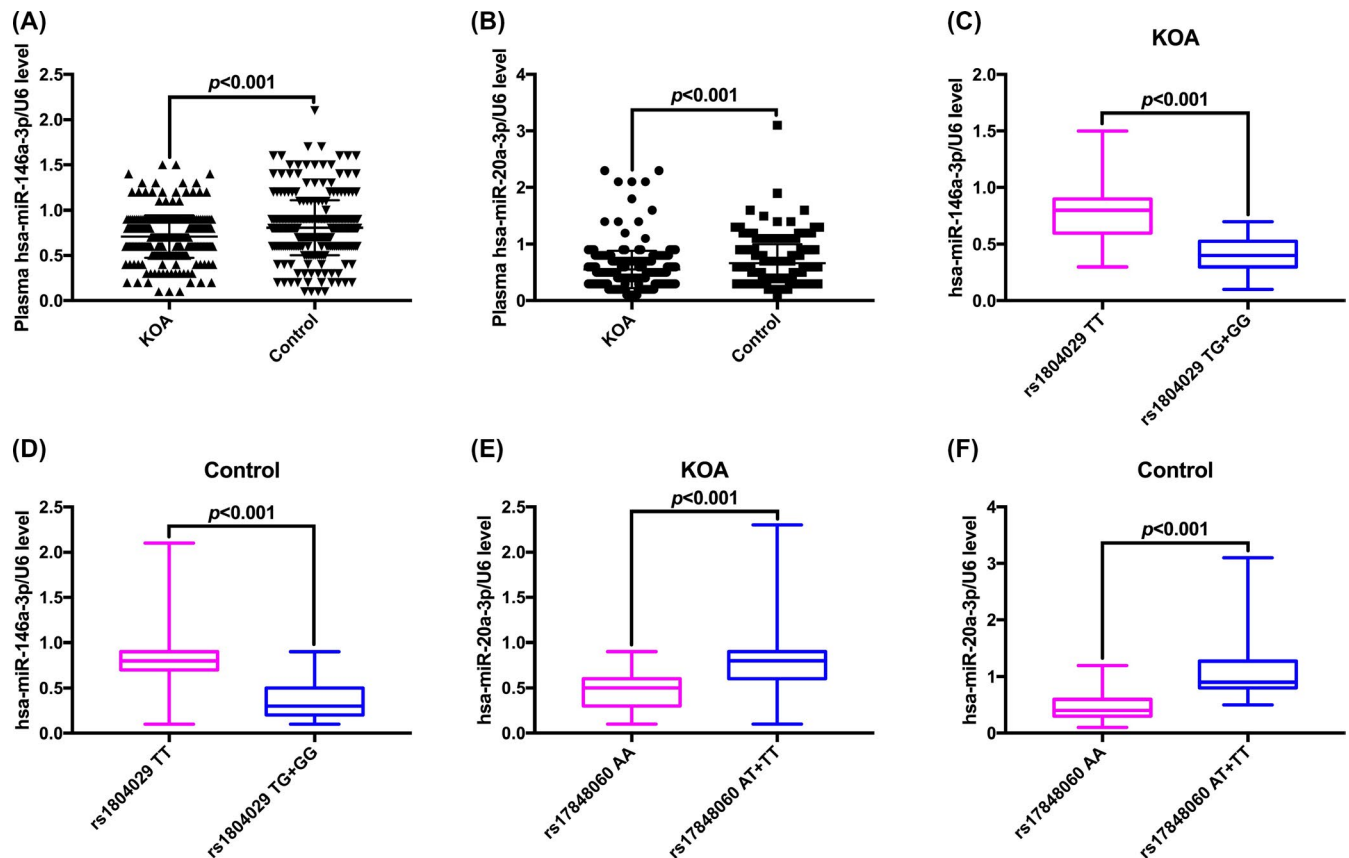 (A)
Plasma hsa-miR-146a-3p/U6 level
2.5
2.0
1.5
1.0
0.5
0.0
p<0.001
KOA
Control
(B)
Plasma hsa-miR-20a-3p/U6 level
4
3
2
1
0
p<0.001
KOA
Control
(C)
KOA
hsa-miR-146a-3p/U6 level
2.0
1.5
1.0
0.5
0.0
p<0.001
rs1804029 TT
rs1804029 TG+GG
(D)
Control
hsa-miR-146a-3p/U6 level
2.5
2.0
1.5
1.0
0.5
0.0
p<0.001
rs1804029 TT
rs1804029 TG+GG
(E)
KOA
hsa-miR-20a-3p/U6 level
2.5
2.0
1.5
1.0
0.5
0.0
p<0.001
rs17848060 AA
rs17848060 AT+TT
(F)
Control
hsa-miR-20a-3p/U6 level
4
3
2
1
0
p<0.001
rs17848060 AA
rs17848060 AT+TT